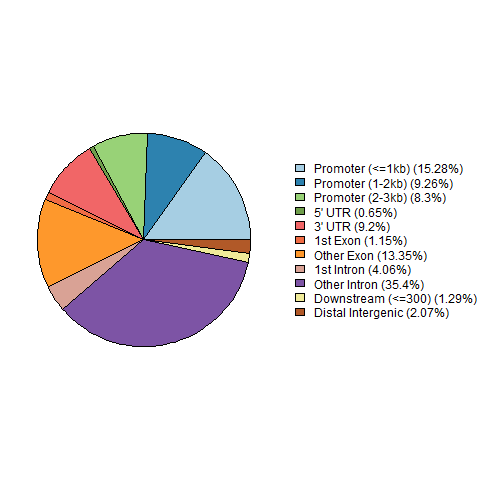 Promoter (<=1kb) (15.28%)
Promoter (1-2kb) (9.26%)
Promoter (2-3kb) (8.3%)
5' UTR (0.65%)
3' UTR (9.2%)
1st Exon (1.15%)
Other Exon (13.35%)
1st Intron (4.06%)
Other Intron (35.4%)
Downstream (<=300) (1.29%)
Distal Intergenic (2.07%)